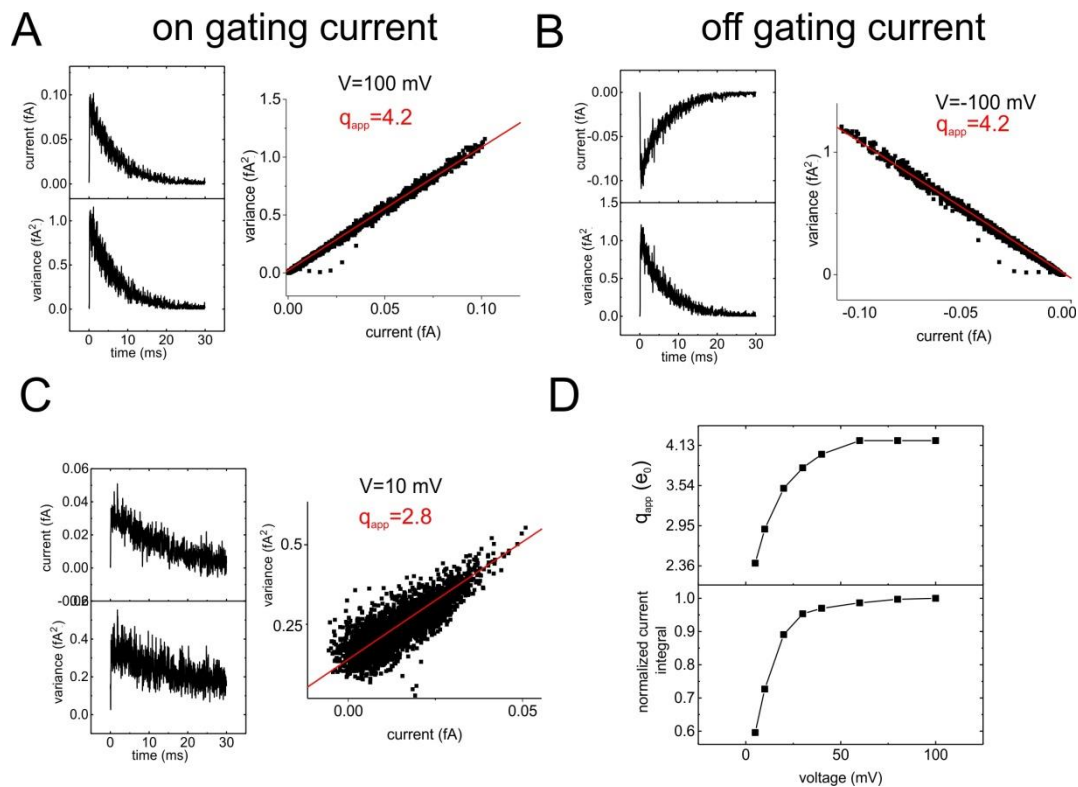 A
on gating current
B
off gating current
current (fA)
0.10
0.05
0.00
variance (fA²)
1.0
0.5
0.0
0
10
20
30
time (ms)
V=100 mV
qapp=4.2
variance (fA²)
1.5
1.0
0.5
0.0
0.00
0.05
0.10
current (fA)
current (fA)
0.00
-0.05
-0.10
variance (fA²
1.5
1.0
0.5
0.0
0
10
20
30
time (ms)
V=-100 mV
qapp=4.2
variance (fA²)
1
0
-0.10
-0.05
0.00
current (fA)
C
current (fA)
0.06
0.04
0.02
0.00
variance (fA²)
0.4
0.2
0.0
0
10
20
30
time (ms)
V=10 mV
qapp=2.8
variance (fA²)
0.5
0.25
0.00
0.05
current (fA)
D
qapp (e0)
4.13
3.54
2.95
2.36
normalized current
integral
1.0
0.9
0.8
0.7
0.6
0
50
100
voltage (mV)